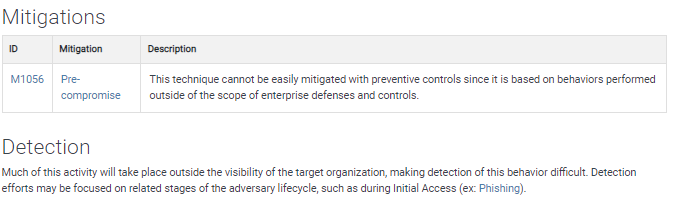 Mitigations
ID Mitigation Description
M1056 Pre-compromise This technique cannot be easily mitigated with preventive controls since it is based on behaviors performed
outside of the scope of enterprise defenses and controls.
Detection
Much of this activity will take place outside the visibility of the target organization, making detection of this behavior difficult. Detection
efforts may be focused on related stages of the adversary lifecycle, such as during Initial Access (ex: Phishing).